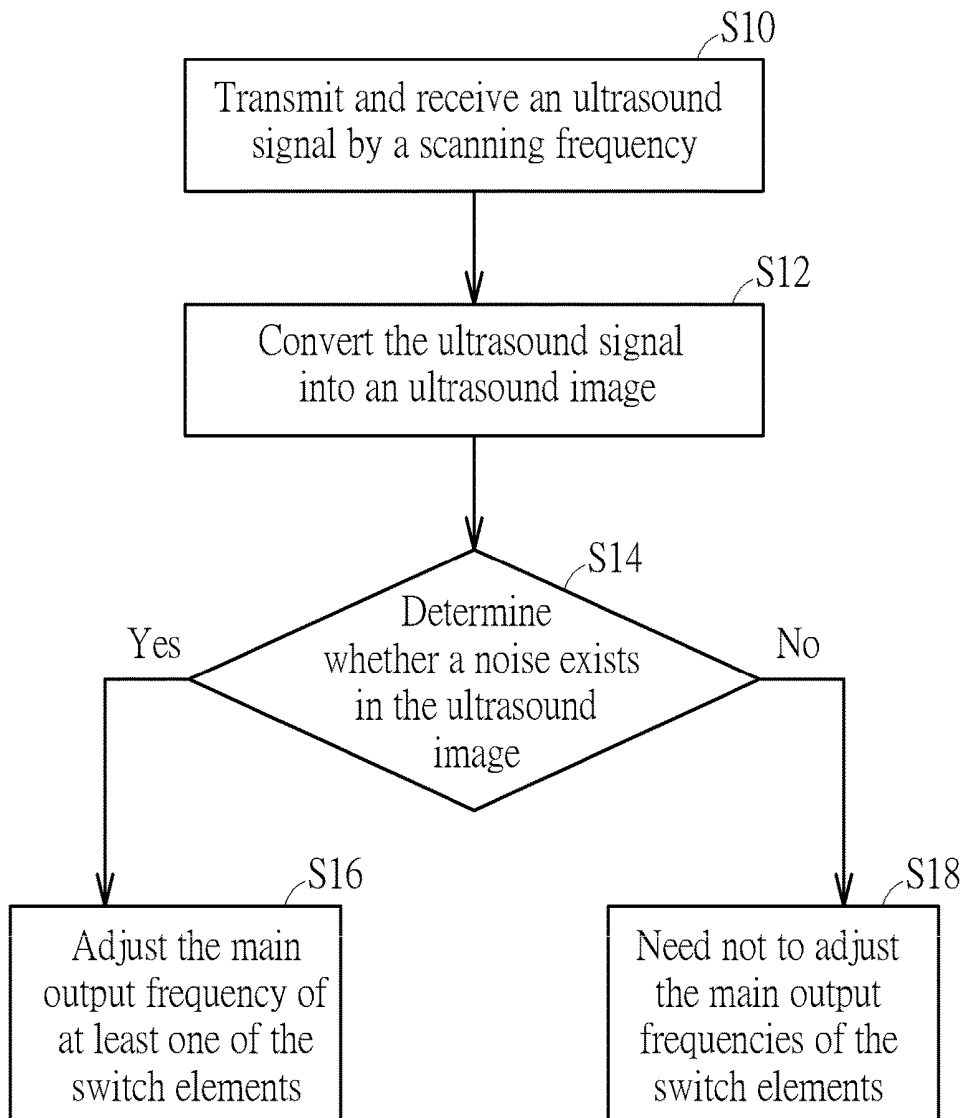 S10
Transmit and receive an ultrasound
signal by a scanning frequency
S12
Convert the ultrasound signal
into an ultrasound image
S14
Determine
whether a noise exists
in the ultrasound
image
Yes
No
S16
Adjust the main
output frequency of
at least one of the
switch elements
S18
Need not to adjust
the main output
frequencies of the
switch elements